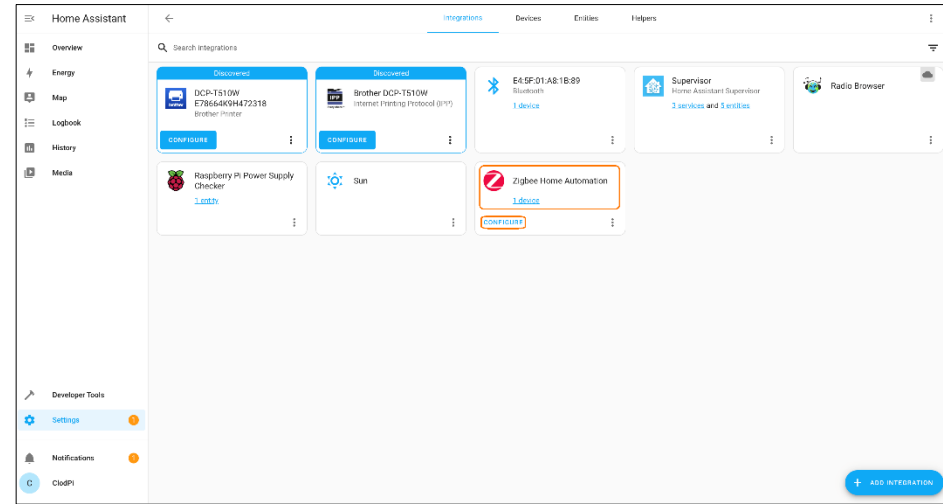 Home Assistant
Integrations
Devices
Entities
Helpers
Overview
Energy
Map
Logbook
History
Media
Search integrations
Discovered
DCP-T510W
E78664K9H472318
Brother Printer
CONFIGURE
Discovered
IPP
Brother DCP-T510W
Internet Printing Protocol (IPP)
CONFIGURE
E4:5F:01:A8:1B:89
Bluetooth
1 device
Supervisor
Home Assistant Supervisor
3 services and 5 entities
Radio Browser
Raspberry Pi Power Supply
Checker
1 entity
Sun
Zigbee Home Automation
1 device
CONFIGURE
Developer Tools
Settings
1
Notifications
1
C
ClodPi
+ ADD INTEGRATION